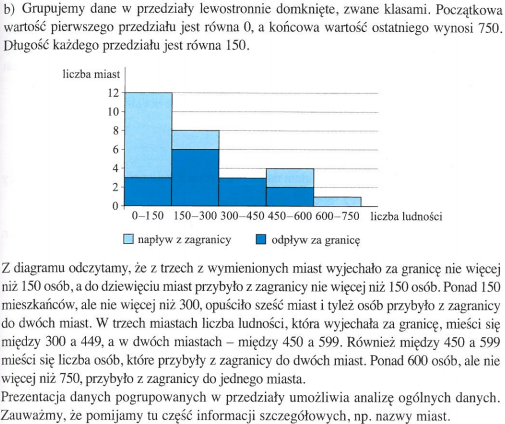 b) Grupujemy dane w przedziały lewostronnie domknięte, zwane klasami. Początkowa
wartość pierwszego przedziału jest równa 0, a końcowa wartość ostatniego wynosi 750.
Długość każdego przedziału jest równa 150.
liczba miast
12
10
8
6
4
2
0
0–150 150–300 300–450 450–600 600–750 liczba ludności
napływ z zagranicy odpływ za granicę
Z diagramu odczytamy, że z trzech z wymienionych miast wyjechało za granicę nie więcej
niż 150 osób, a do dziewięciu miast przybyło z zagranicy nie więcej niż 150 osób. Ponad 150
mieszkańców, ale nie więcej niż 300, opuściło sześć miast i tyleż osób przybyło z zagranicy
do dwóch miast. W trzech miastach liczba ludności, która wyjechała za granicę, mieści się
między 300 a 449, a w dwóch miastach – między 450 a 599. Również między 450 a 599
mieści się liczba osób, które przybyły z zagranicy do dwóch miast. Ponad 600 osób, ale nie
więcej niż 750, przybyło z zagranicy do jednego miasta.
Prezentacja danych pogrupowanych w przedziały umożliwia analizę ogólnych danych.
Zauważmy, że pomijamy tu część informacji szczegółowych, np. nazwy miast.